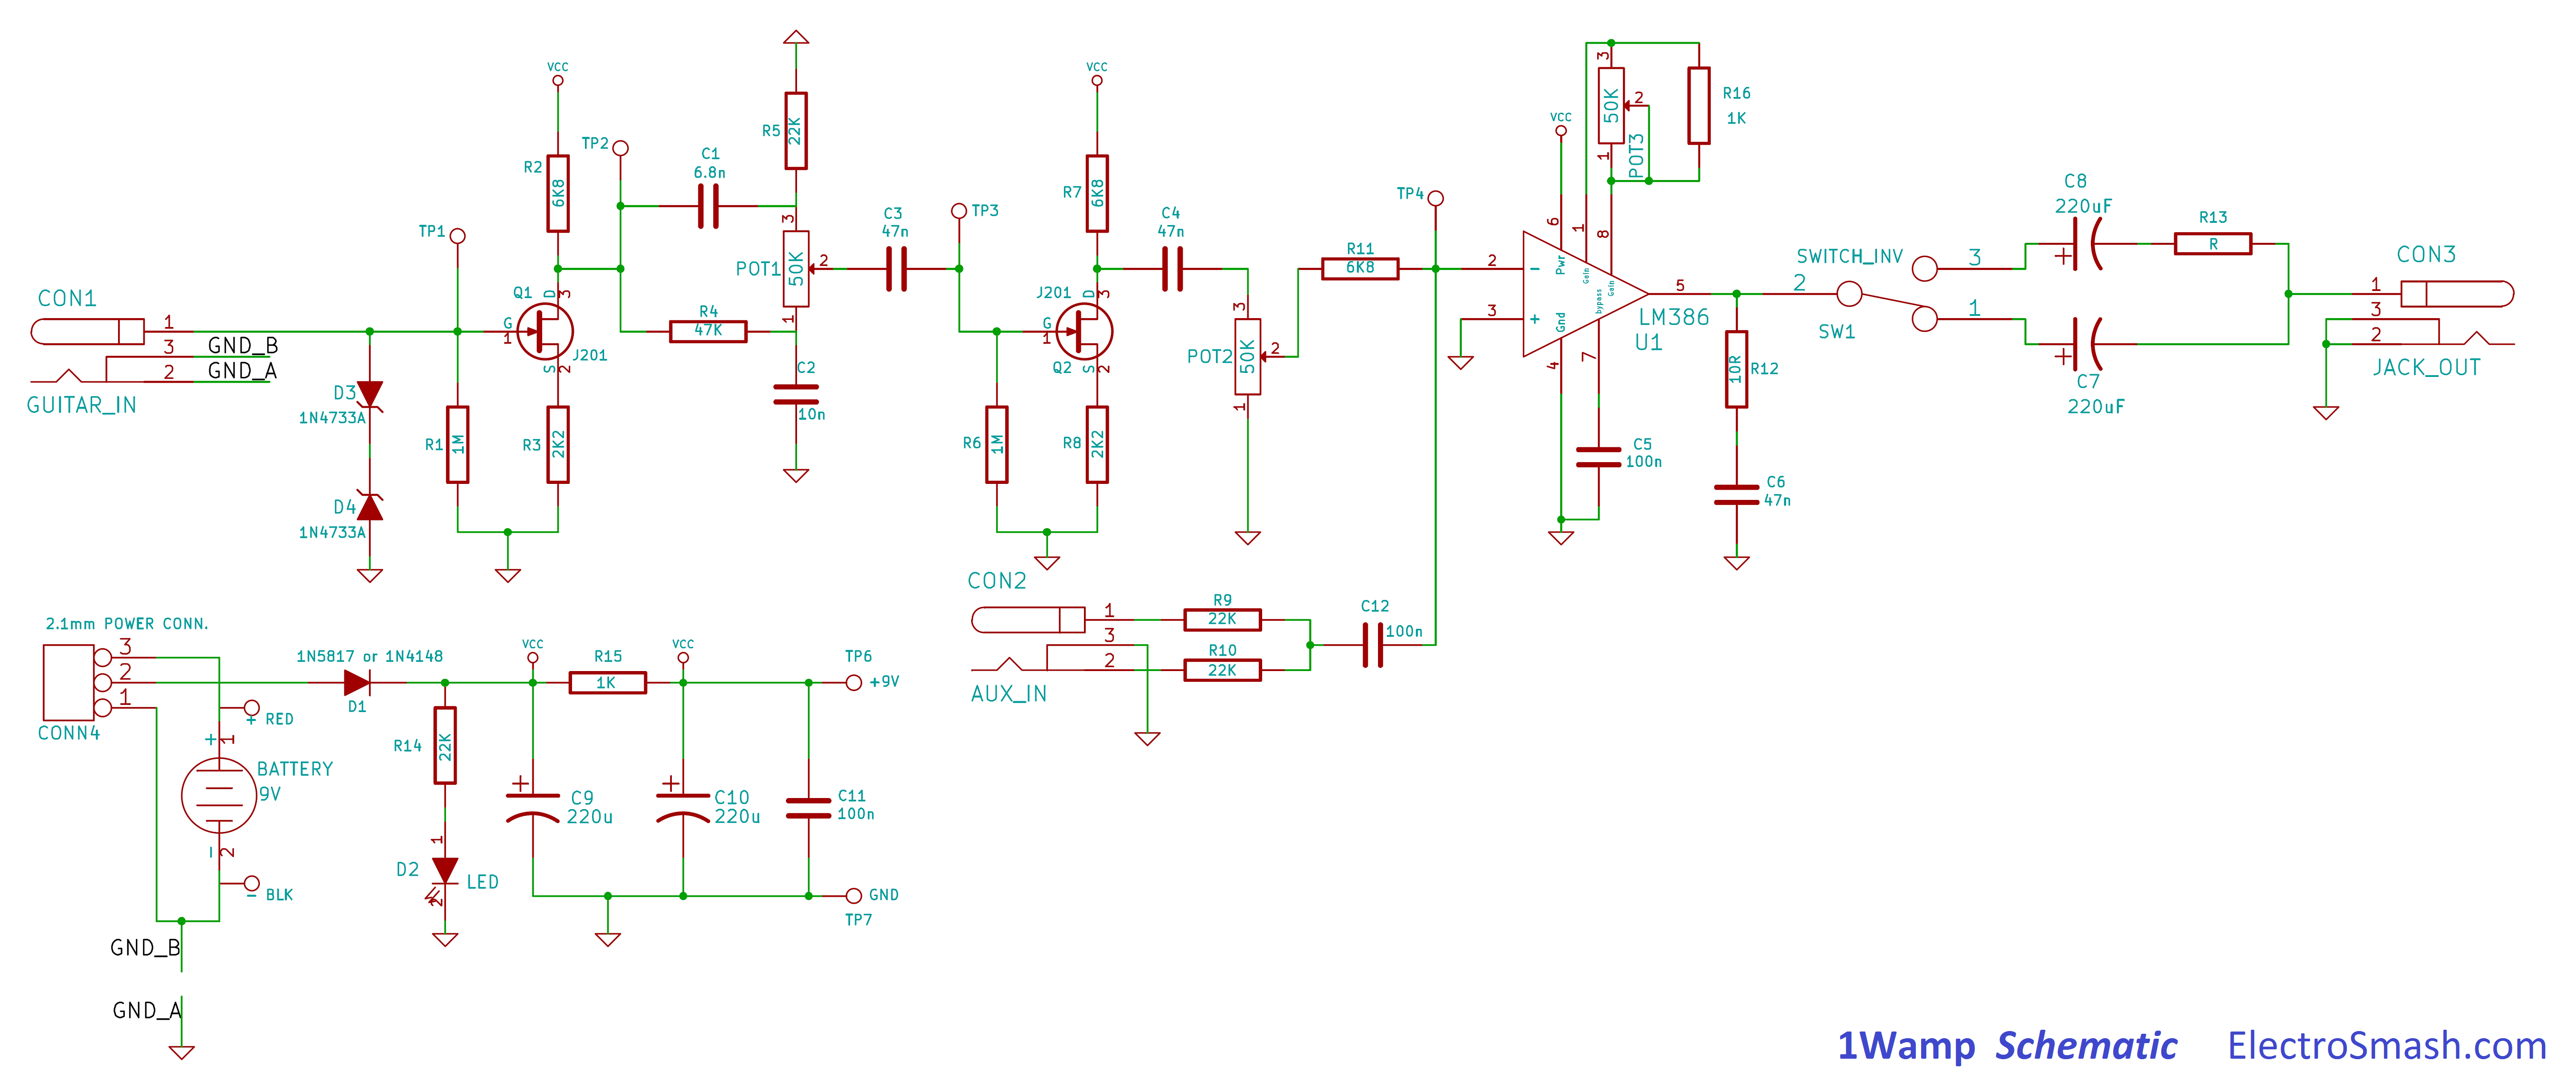 CON1
1
3
2
GND_B
GND_A
GUITAR_IN
D3
1N4733A
D4
1N4733A
TP1
R1
1M
VCC
R2
6K8
Q1
D
3
G
1
J201
S
2
R3
2K2
TP2
C1
6.8n
R4
47K
R5
22K
3
POT1
50K
2
1
C2
10n
C3
47n
TP3
R6
1M
VCC
R7
6K8
J201
D
3
G
1
Q2
S
2
R8
2K2
C4
47n
3
POT2
50K
2
1
R11
6K8
TP4
2
3
VCC
6
1
8
Pwr
Gain
Gain
bypass
Gnd
-
+
4
7
3
50K
2
1
POT3
R16
1K
5
LM386
U1
C5
100n
10R
R12
C6
47n
SWITCH_INV
2
3
1
SW1
C8
220uF
+
R13
R
+
C7
220uF
CON3
1
3
2
JACK_OUT
CON2
1
3
2
AUX_IN
R9
22K
R10
22K
C12
100n
2.1mm POWER CONN.
3
2
1
CONN4
+ RED
+
1
BATTERY
9V
-
2
- BLK
GND_B
GND_A
1N5817 or 1N4148
D1
R14
22K
1
D2
LED
2
VCC
R15
1K
VCC
+
C9
220u
+
C10
220u
C11
100n
TP6
+9V
GND
TP7
1Wamp Schematic ElectroSmash.com